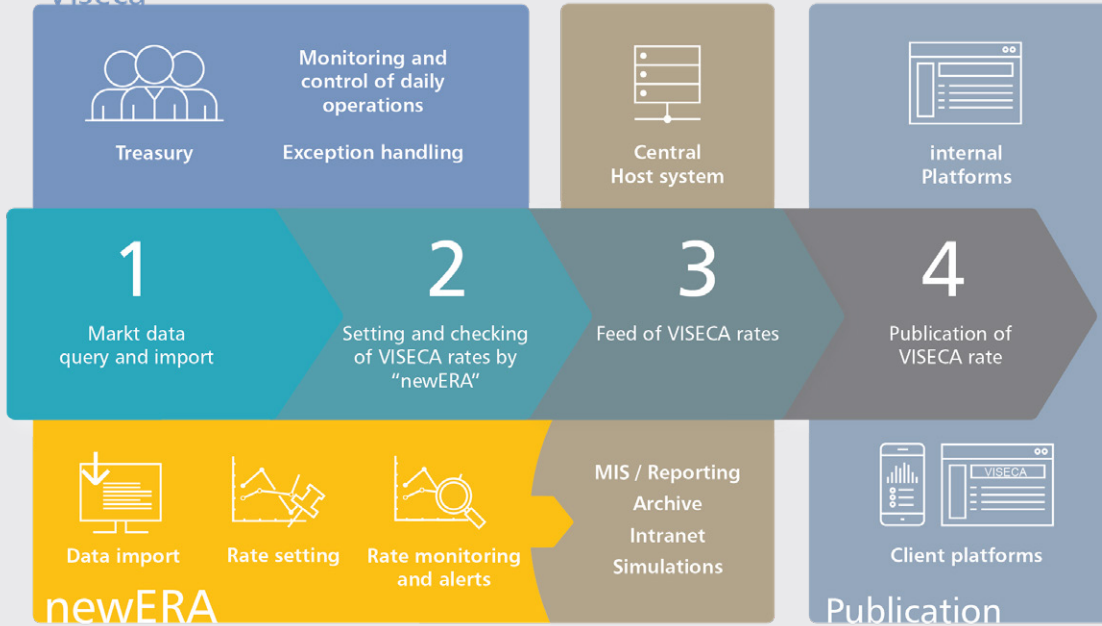 Viseca
Monitoring and
control of daily
operations
Treasury
Exception handling
Central
Host system
internal
Platforms
1
Markt data
query and import
2
Setting and checking
of VISECA rates by
“newERA”
3
Feed of VISECA rates
4
Publication of
VISECA rate
Data import
Rate setting
Rate monitoring
and alerts
newERA
MIS / Reporting
Archive
Intranet
Simulations
VISECA
Client platforms
Publication